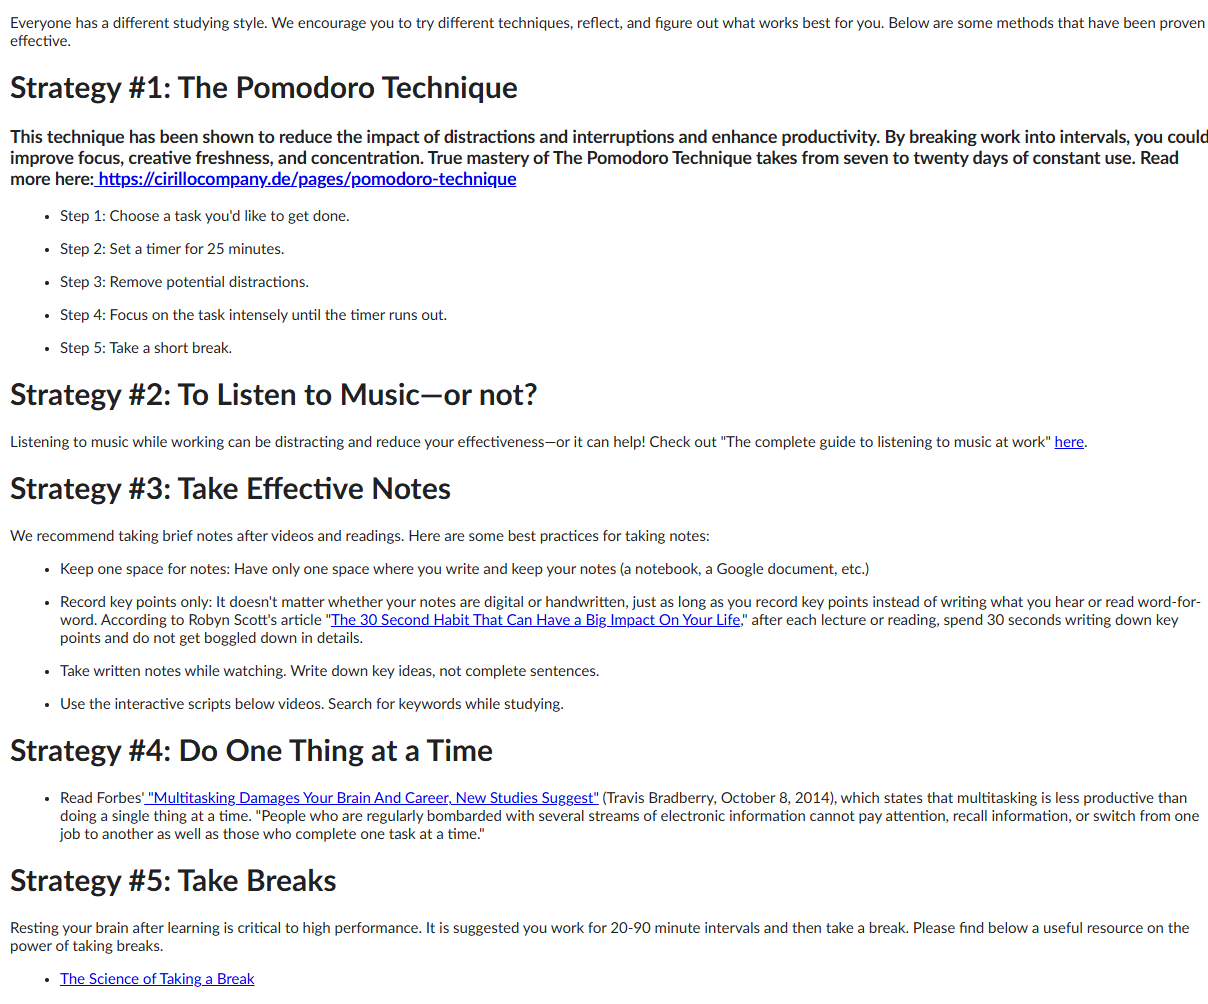 Everyone has a different studying style. We encourage you to try different techniques, reflect, and figure out what works best for you. Below are some methods that have been proven
effective.
Strategy #1: The Pomodoro Technique
This technique has been shown to reduce the impact of distractions and interruptions and enhance productivity. By breaking work into intervals, you could
improve focus, creative freshness, and concentration. True mastery of The Pomodoro Technique takes from seven to twenty days of constant use. Read
more here: https://cirillocompany.de/pages/pomodoro-technique
• Step 1: Choose a task you'd like to get done.
• Step 2: Set a timer for 25 minutes.
• Step 3: Remove potential distractions.
• Step 4: Focus on the task intensely until the timer runs out.
• Step 5: Take a short break.
Strategy #2: To Listen to Music—or not?
Listening to music while working can be distracting and reduce your effectiveness—or it can help! Check out "The complete guide to listening to music at work" here.
Strategy #3: Take Effective Notes
We recommend taking brief notes after videos and readings. Here are some best practices for taking notes:
• Keep one space for notes: Have only one space where you write and keep your notes (a notebook, a Google document, etc.)
• Record key points only: It doesn't matter whether your notes are digital or handwritten, just as long as you record key points instead of writing what you hear or read word-for-
word. According to Robyn Scott's article "The 30 Second Habit That Can Have a Big Impact On Your Life," after each lecture or reading, spend 30 seconds writing down key
points and do not get boggled down in details.
• Take written notes while watching. Write down key ideas, not complete sentences.
• Use the interactive scripts below videos. Search for keywords while studying.
Strategy #4: Do One Thing at a Time
• Read Forbes' "Multitasking Damages Your Brain And Career, New Studies Suggest" (Travis Bradberry, October 8, 2014), which states that multitasking is less productive than
doing a single thing at a time. "People who are regularly bombarded with several streams of electronic information cannot pay attention, recall information, or switch from one
job to another as well as those who complete one task at a time."
Strategy #5: Take Breaks
Resting your brain after learning is critical to high performance. It is suggested you work for 20-90 minute intervals and then take a break. Please find below a useful resource on the
power of taking breaks.
• The Science of Taking a Break